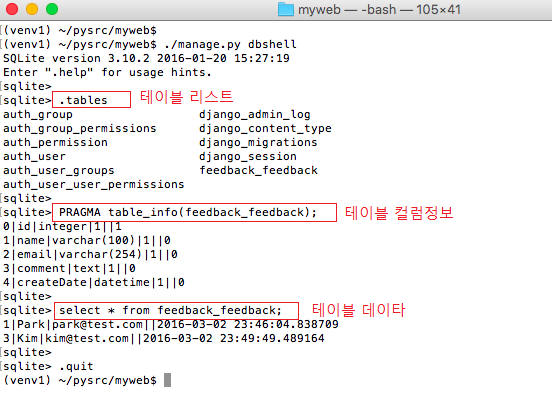 myweb — -bash — 105×41
(venv1) ~/pysrc/myweb$
(venv1) ~/pysrc/myweb$ ./manage.py dbshell
SQLite version 3.10.2 2016-01-20 15:27:19
Enter ".help" for usage hints.
sqlite>
sqlite> .tables 테이블 리스트
auth_group django_admin_log
auth_group_permissions django_content_type
auth_permission django_migrations
auth_user django_session
auth_user_groups feedback_feedback
auth_user_user_permissions
sqlite>
sqlite> PRAGMA table_info(feedback_feedback); 테이블 컬럼정보
0|id|integer|1||1
1|name|varchar(100)|1||0
2|email|varchar(254)|1||0
3|comment|text|1||0
4|createDate|datetime|1||0
sqlite>
sqlite> select * from feedback_feedback; 테이블 데이타
1|Park|park@test.com||2016-03-02 23:46:04.838709
3|Kim|kim@test.com||2016-03-02 23:49:49.489164
sqlite>
sqlite> .quit
(venv1) ~/pysrc/myweb$